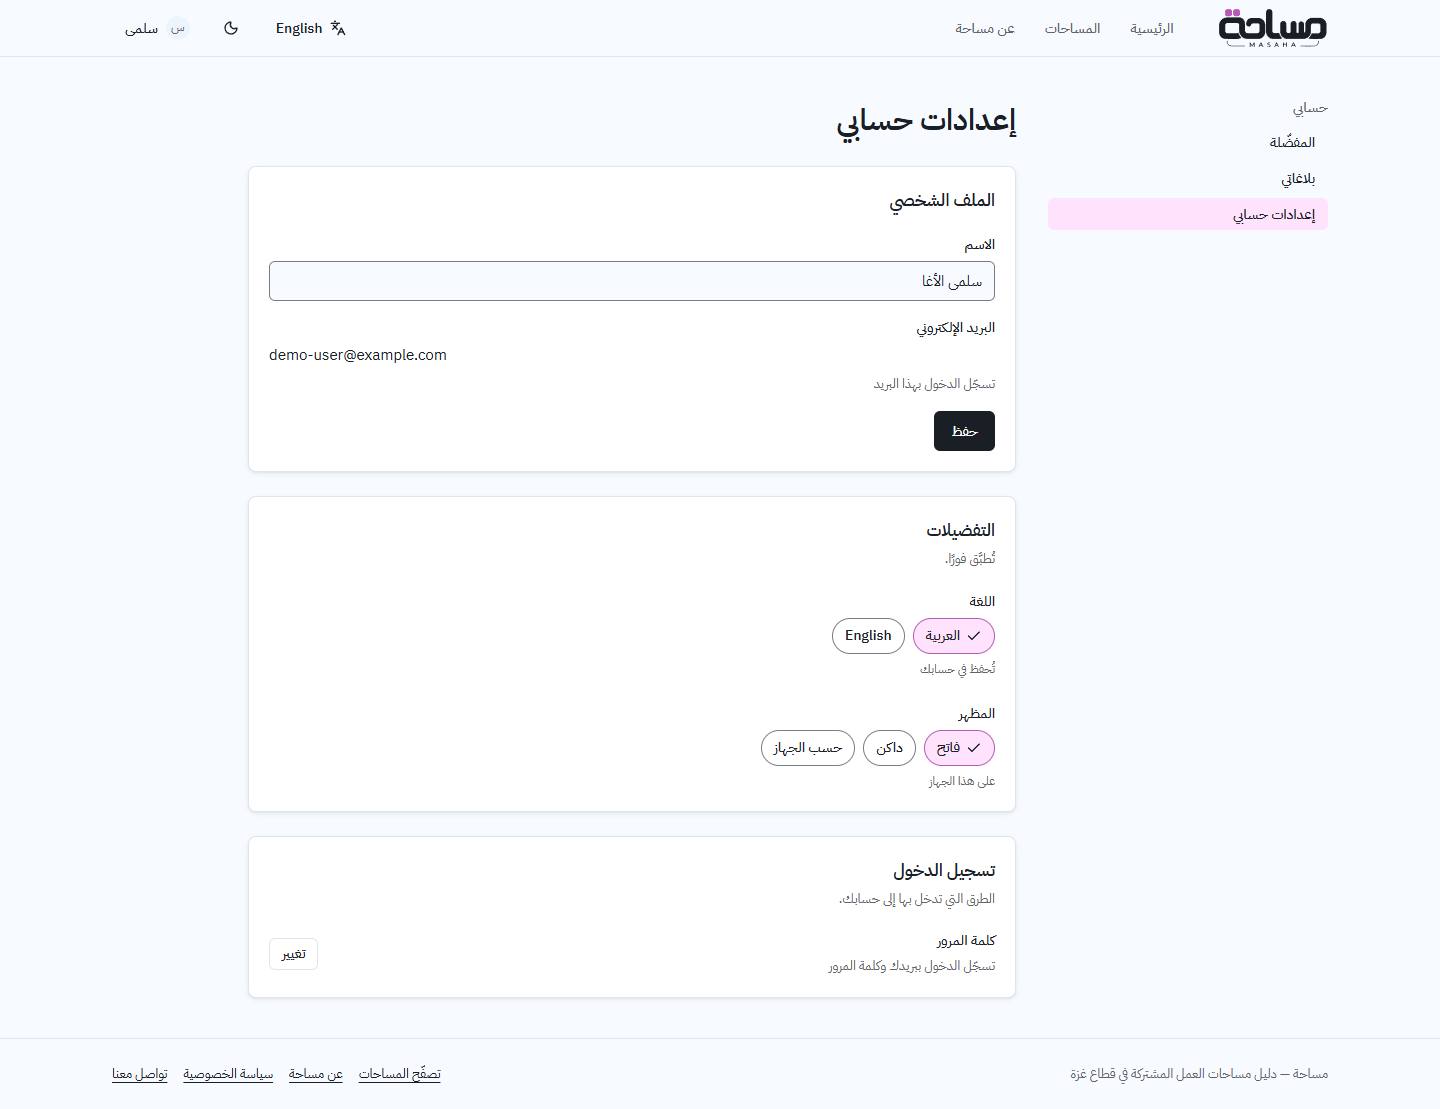 مساحة
MASAHA
الرئيسية
المساحات
عن مساحة
English
س
سلمى
حسابي
المفضّلة
بلاغاتي
إعدادات حسابي
إعدادات حسابي
الملف الشخصي
الاسم
سلمى الأغا
البريد الإلكتروني
demo-user@example.com
تسجّل الدخول بهذا البريد
حفظ
التفضيلات
تُطبَّق فورًا.
اللغة
العربية
English
تُحفظ في حسابك
المظهر
فاتح
داكن
حسب الجهاز
على هذا الجهاز
تسجيل الدخول
الطرق التي تدخل بها إلى حسابك.
كلمة المرور
تسجّل الدخول ببريدك وكلمة المرور
تغيير
مساحة — دليل مساحات العمل المشتركة في قطاع غزة
تصفّح المساحات
عن مساحة
سياسة الخصوصية
تواصل معنا